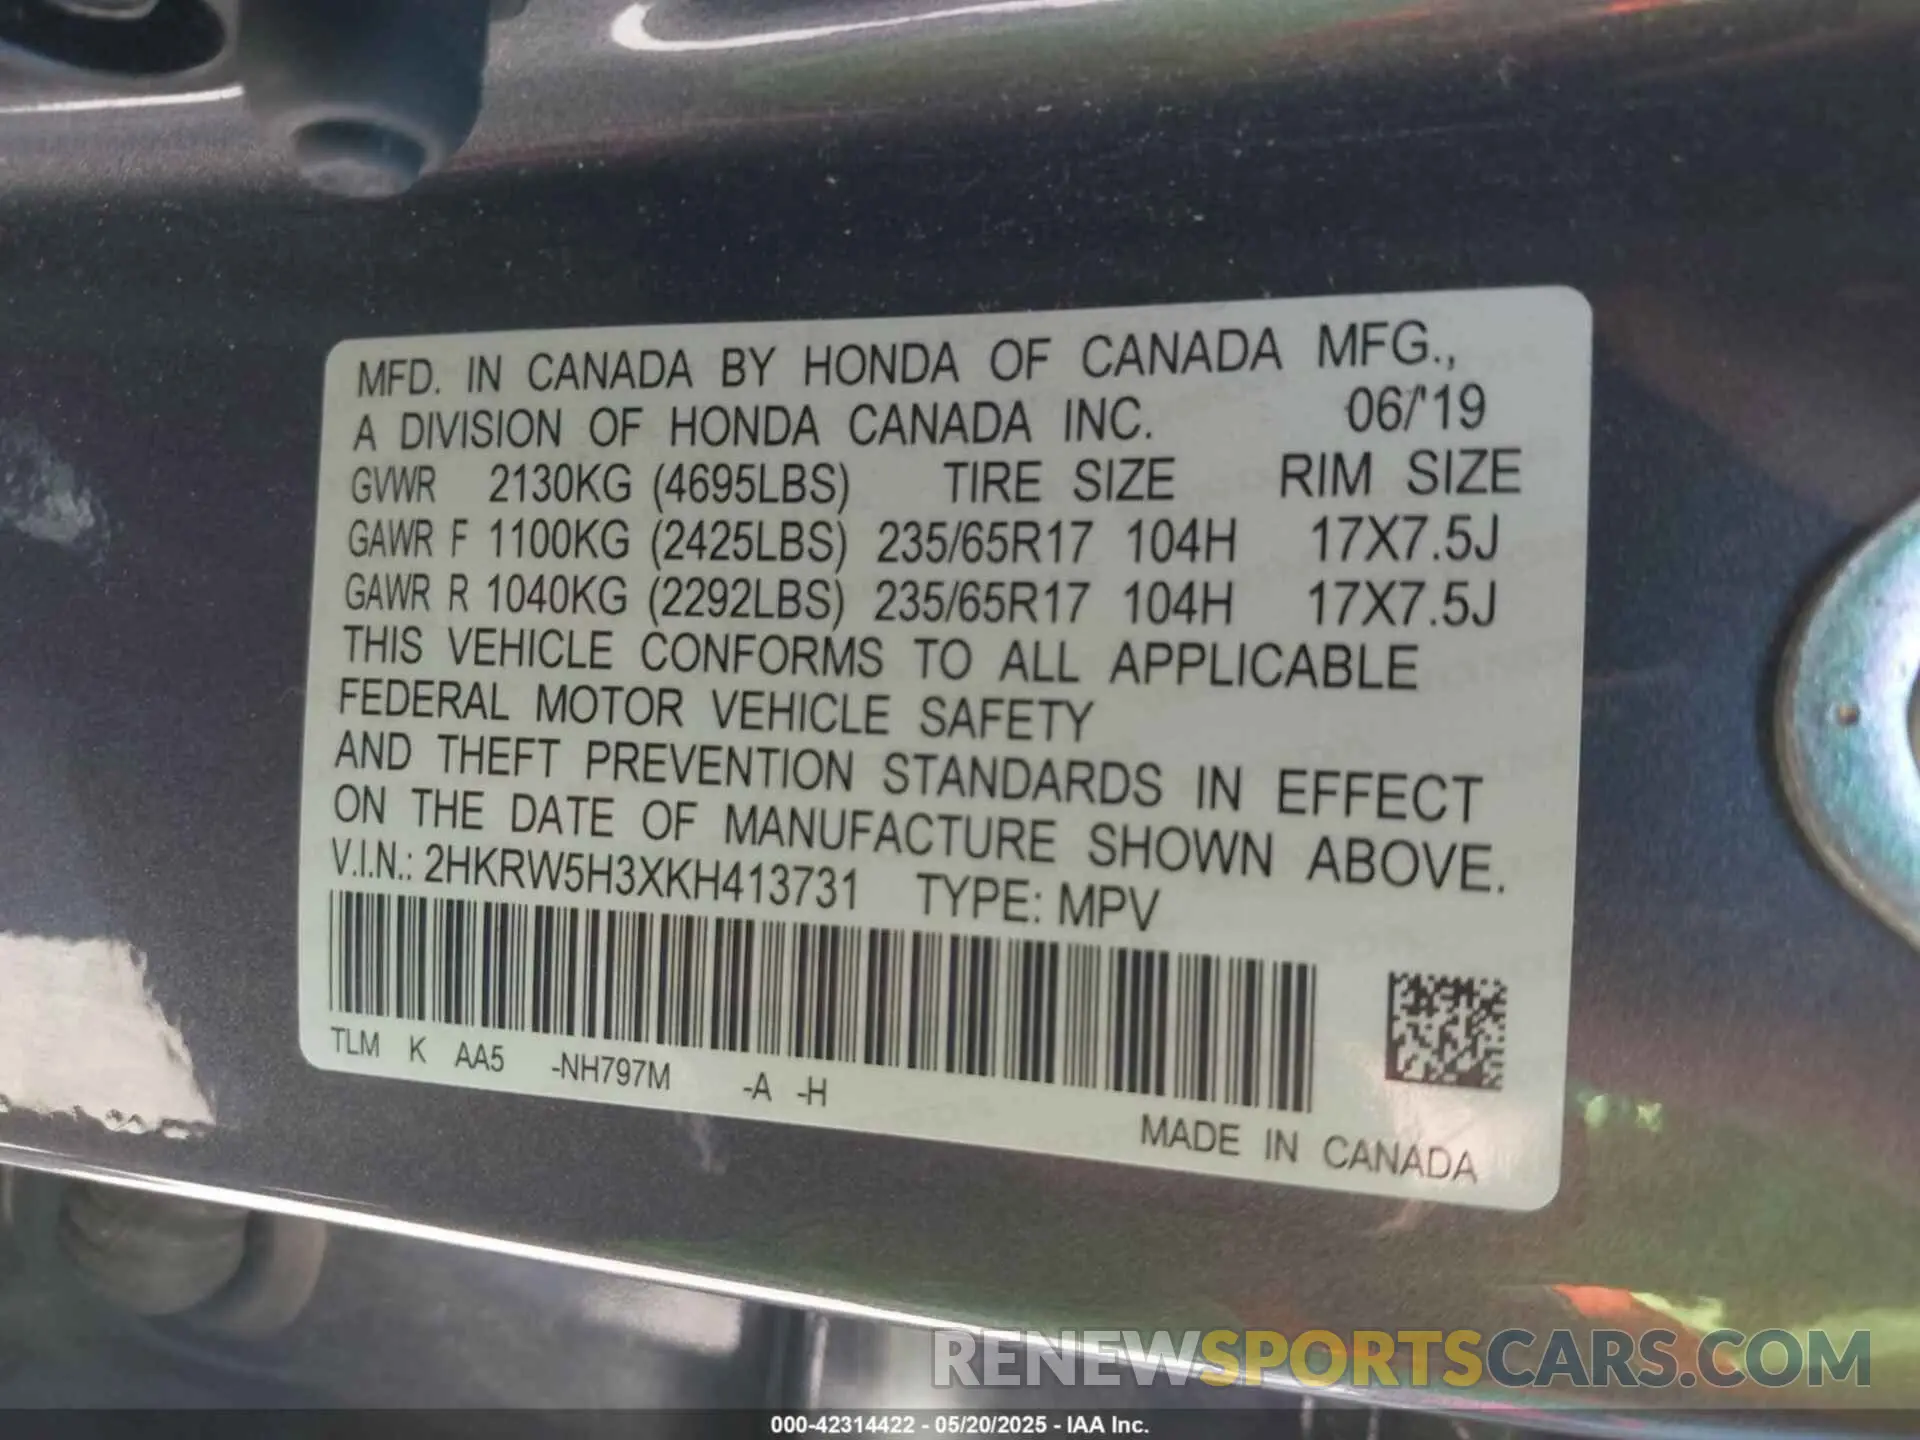 MFD. IN CANADA BY HONDA OF CANADA MFG.,
A DIVISION OF HONDA CANADA INC. 06/'19
GVWR 2130KG (4695LBS) TIRE SIZE RIM SIZE
GAWR F 1100KG (2425LBS) 235/65R17 104H 17X7.5J
GAWR R 1040KG (2292LBS) 235/65R17 104H 17X7.5J
THIS VEHICLE CONFORMS TO ALL APPLICABLE
FEDERAL MOTOR VEHICLE SAFETY
AND THEFT PREVENTION STANDARDS IN EFFECT
ON THE DATE OF MANUFACTURE SHOWN ABOVE.
V.I.N.: 2HKRW5H3XKH413731 TYPE: MPV
TLM K AA5 -NH797M -A -H
MADE IN CANADA
RENEWSPORTSCARS.COM
000-42314422 - 05/20/2025 - IAA Inc.